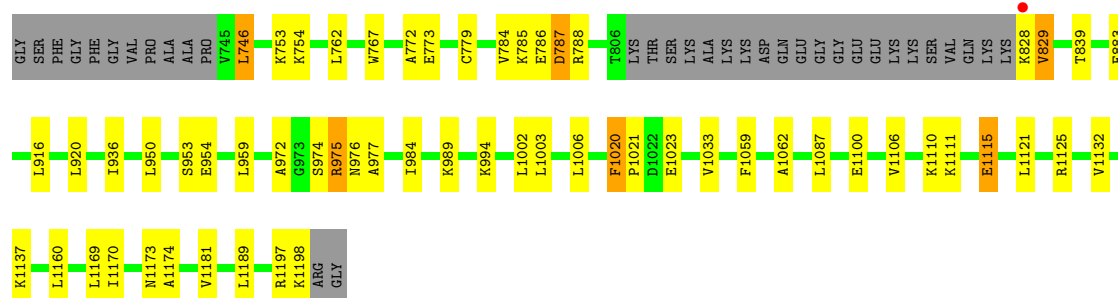 GLY SER PHE GLY PHE GLY VAL PRO ALA ALA PRO V745 L746 K753 K754 L762 W767 A772 E773 C779 V784 K785 E786 D787 R788 T806 LYS THR SER LYS ALA LYS LYS ASP GLN GLU GLY GLY GLU GLU LYS LYS SER VAL GLN LYS LYS K828 V829 T839
L916 L920 I936 L950 S953 E954 L959 A972 G973 S974 R975 N976 A977 I984 K989 K994 L1002 L1003 L1006 F1020 P1021 D1022 E1023 V1033 F1059 A1062 L1087 E1100 V1106 K1110 K1111 E1115 L1121 R1125 V1132
K1137 L1160 L1169 I1170 N1173 A1174 V1181 L1189 R1197 K1198 ARG GLY